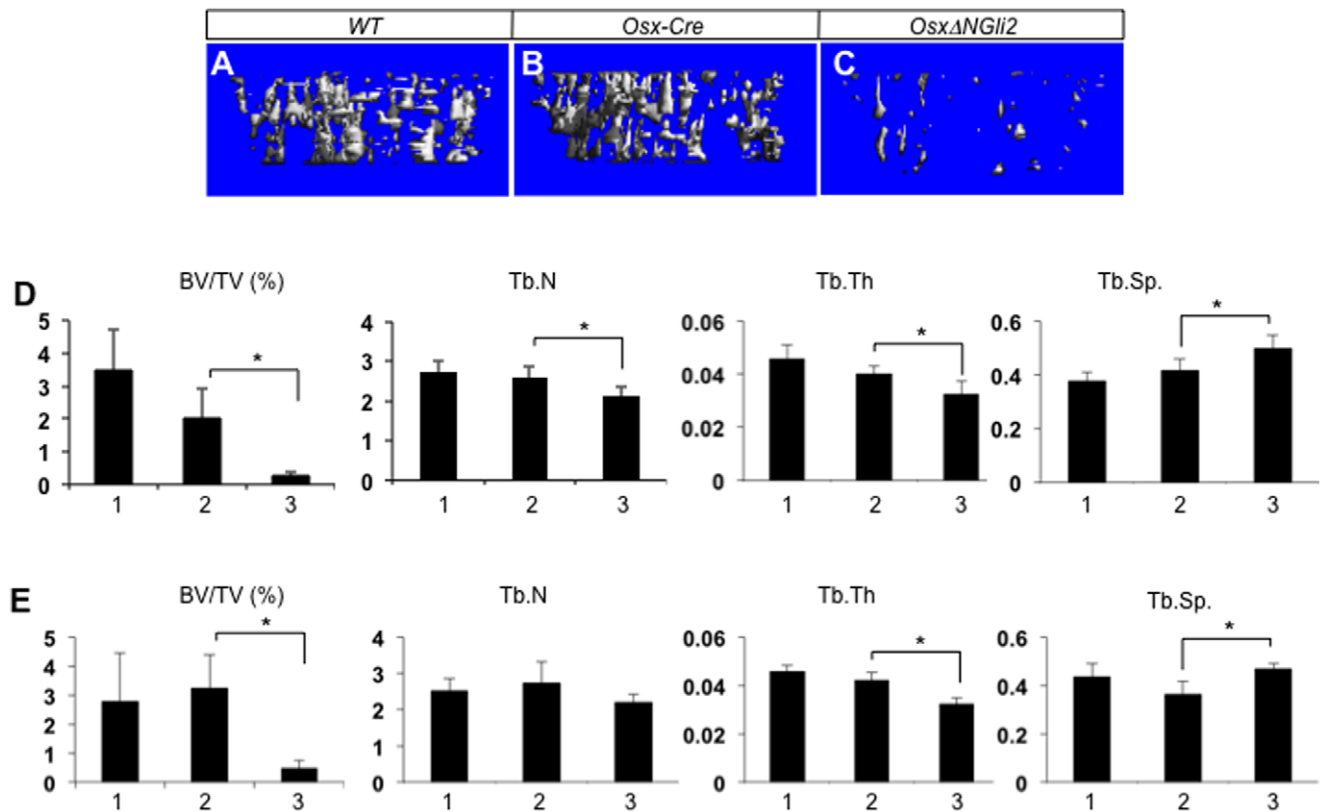 WT Osx-Cre OsxΔNGli2
A B C
D
BV/TV (%) Tb.N Tb.Th Tb.Sp.
5 4 3 2 1 0
* 
1 2 3
4 3 2 1 0
*
1 2 3
0.06 0.04 0.02 0
*
1 2 3
0.6 0.4 0.2 0
*
1 2 3
E
BV/TV (%) Tb.N Tb.Th Tb.Sp.
5 4 3 2 1 0
*
1 2 3
4 3 2 1 0
1 2 3
0.06 0.04 0.02 0
*
1 2 3
0.6 0.4 0.2 0
*
1 2 3